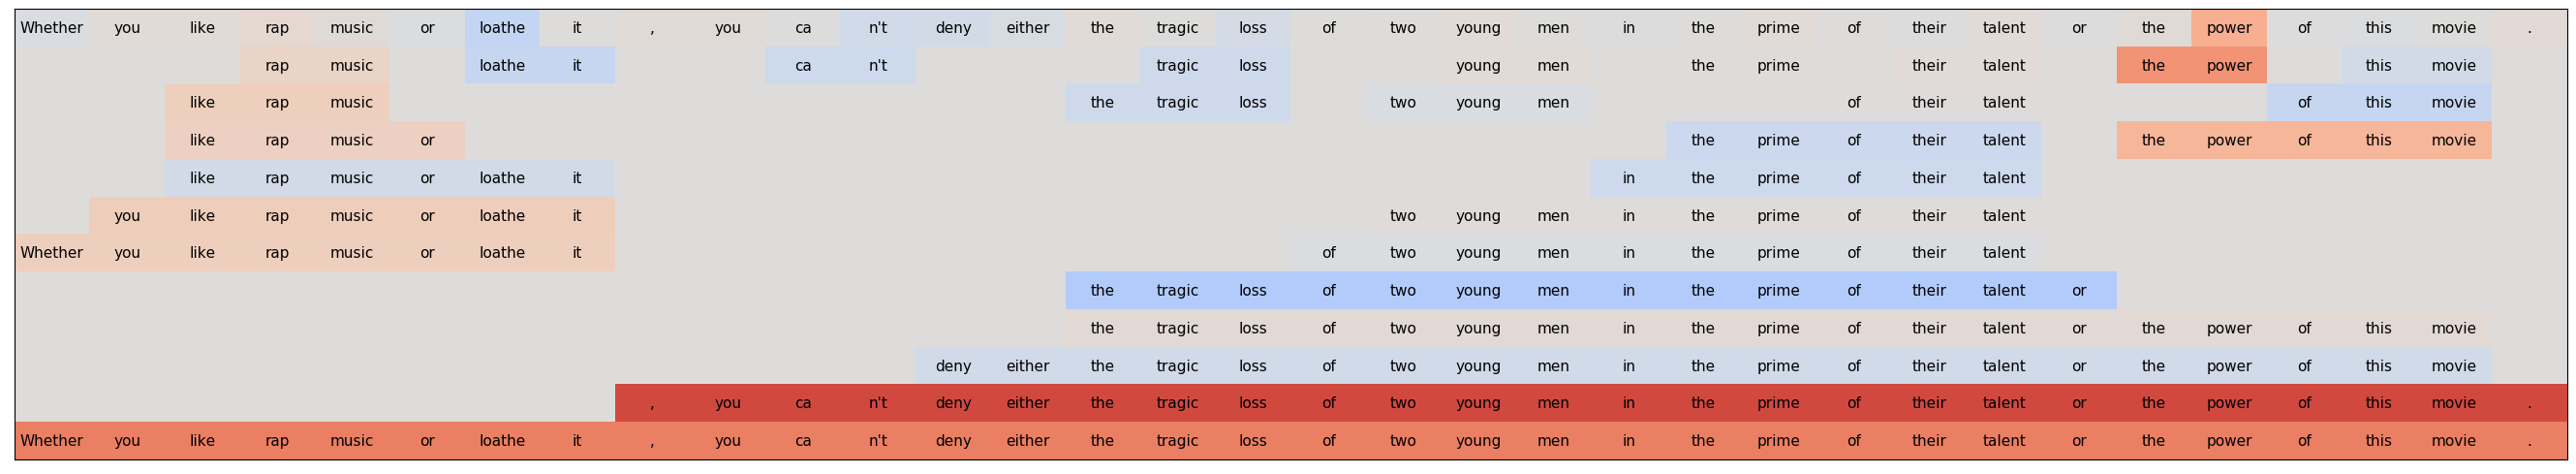 Whether you like rap music or loathe it , you ca n't deny either the tragic loss of two young men in the prime of their talent or the power of this movie .
rap music loathe it ca n't tragic loss young men the prime their talent the power this movie
like rap music the tragic loss two young men of their talent of this movie
like rap music or the prime of their talent the power of this movie
like rap music or loathe it in the prime of their talent
you like rap music or loathe it two young men in the prime of their talent
Whether you like rap music or loathe it of two young men in the prime of their talent
the tragic loss of two young men in the prime of their talent or
the tragic loss of two young men in the prime of their talent or the power of this movie
deny either the tragic loss of two young men in the prime of their talent or the power of this movie
, you ca n't deny either the tragic loss of two young men in the prime of their talent or the power of this movie .
Whether you like rap music or loathe it , you ca n't deny either the tragic loss of two young men in the prime of their talent or the power of this movie .